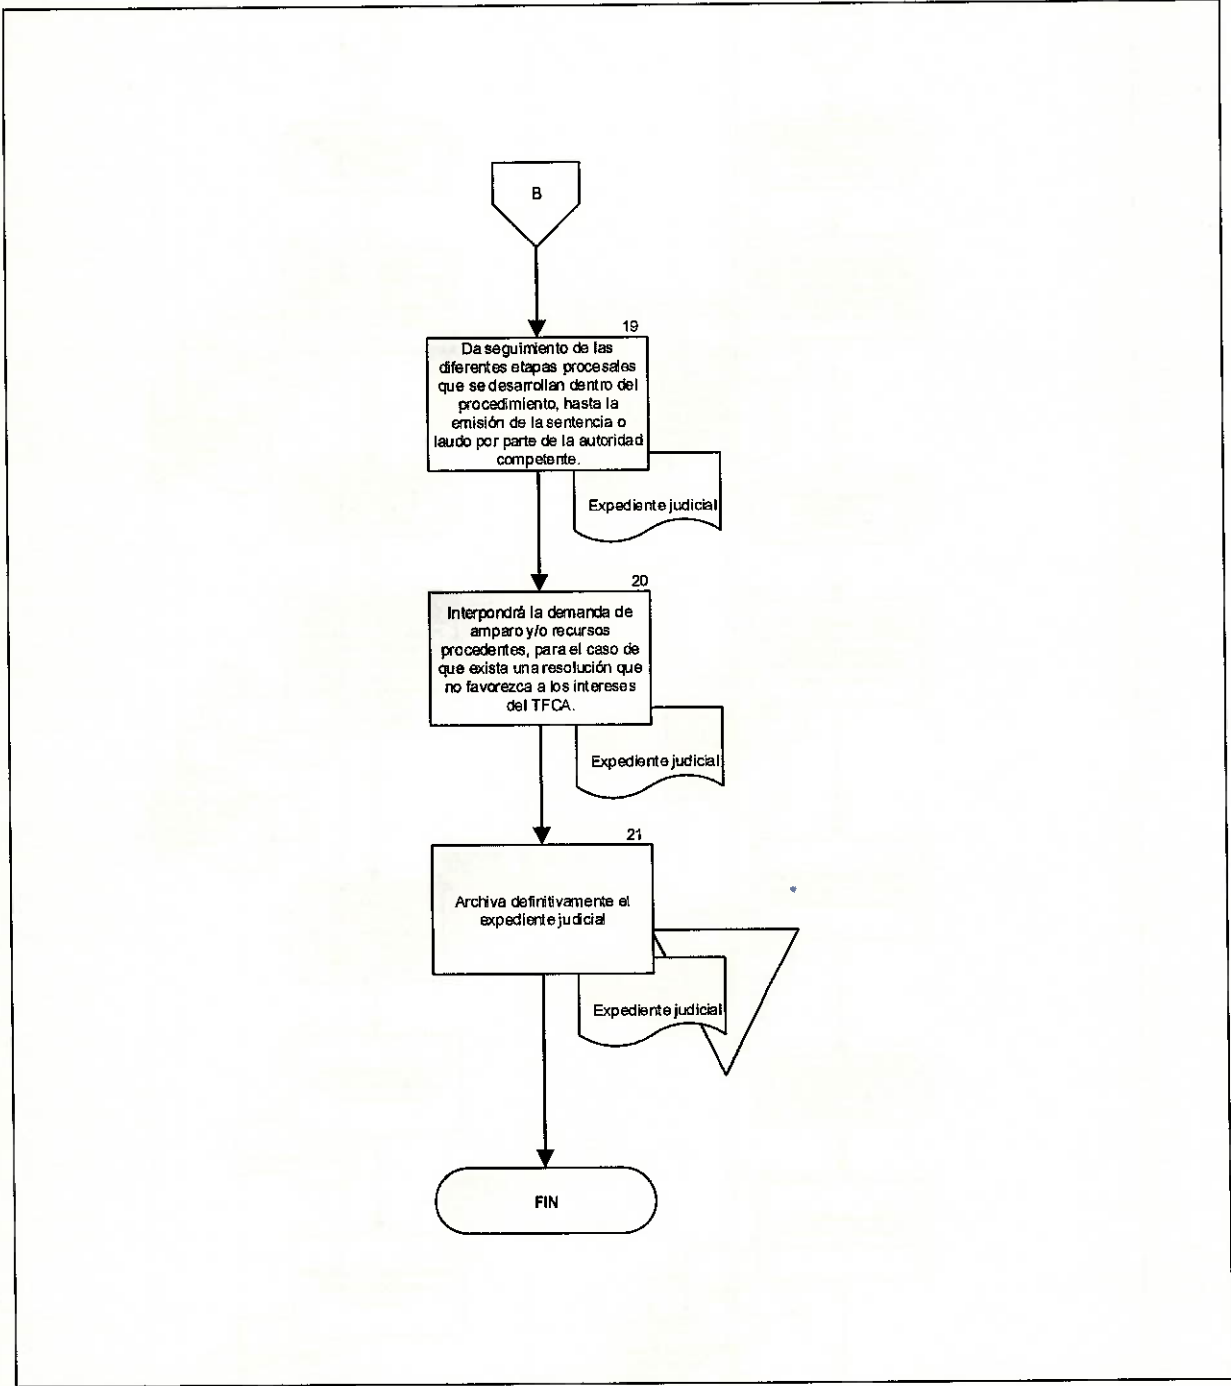 B
19
Da seguimiento de las
diferentes etapas procesales
que se desarrollan dentro del
procedimiento, hasta la
emisión de la sentencia o
laudo por parte de la autoridad
competente.
Expediente judicial
20
Interpondrá la demanda de
amparo y/o recursos
procedentes, para el caso de
que exista una resolución que
no favorezca a los intereses
del TFCA.
Expediente judicial
21
Archiva definitivamente el
expediente judicial
Expediente judicial
FIN